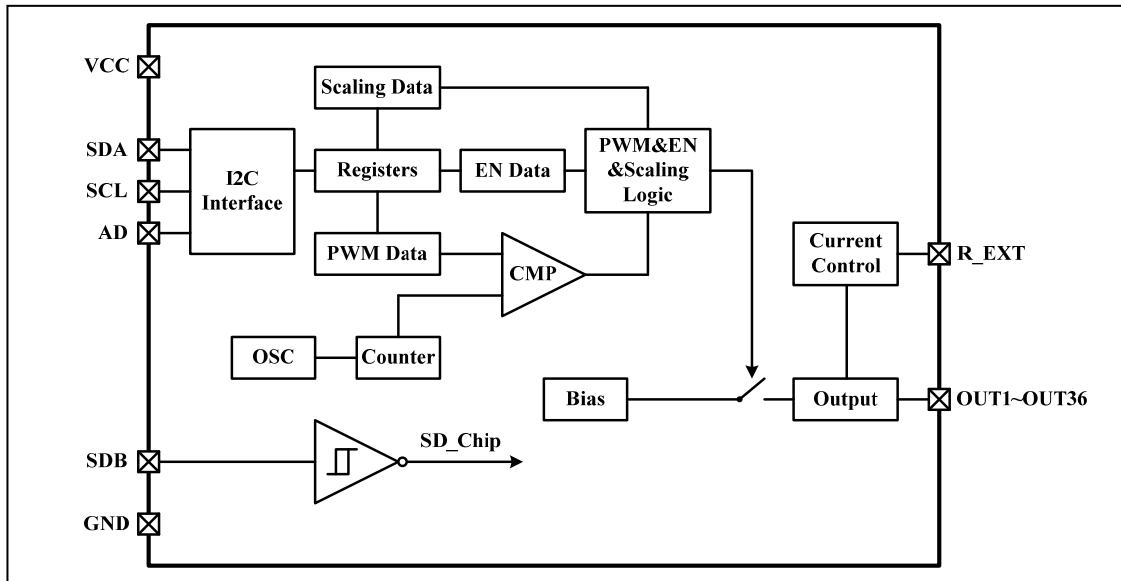 VCC
Scaling Data
SDA
I2C
Interface
Registers
EN Data
PWM&EN
&Scaling
Logic
SCL
AD
PWM Data
CMP
Current
Control
R_EXT
OSC
Counter
Bias
Output
OUT1~OUT36
SDB
SD_Chip
GND